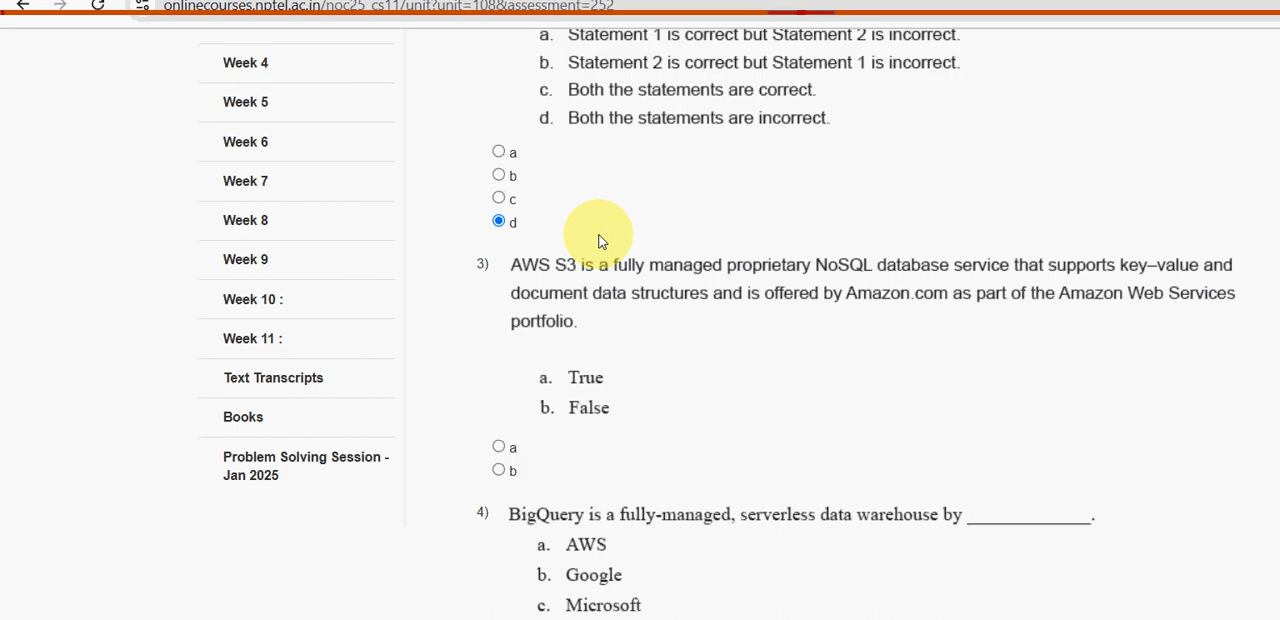 onlinecourses.nptel.ac.in/noc25_cs11/unit?unit=108&assessment=252
a. Statement 1 is correct but Statement 2 is incorrect.
Week 4
b. Statement 2 is correct but Statement 1 is incorrect.
c. Both the statements are correct.
Week 5
d. Both the statements are incorrect.
Week 6
a
b
Week 7
c
Week 8
d
Week 9
3) AWS S3 is a fully managed proprietary NoSQL database service that supports key–value and
document data structures and is offered by Amazon.com as part of the Amazon Web Services
Week 10 :
portfolio.
Week 11 :
Text Transcripts
a. True
b. False
Books
a
Problem Solving Session -
Jan 2025
b
4) BigQuery is a fully-managed, serverless data warehouse by _____________.
a. AWS
b. Google
c. Microsoft